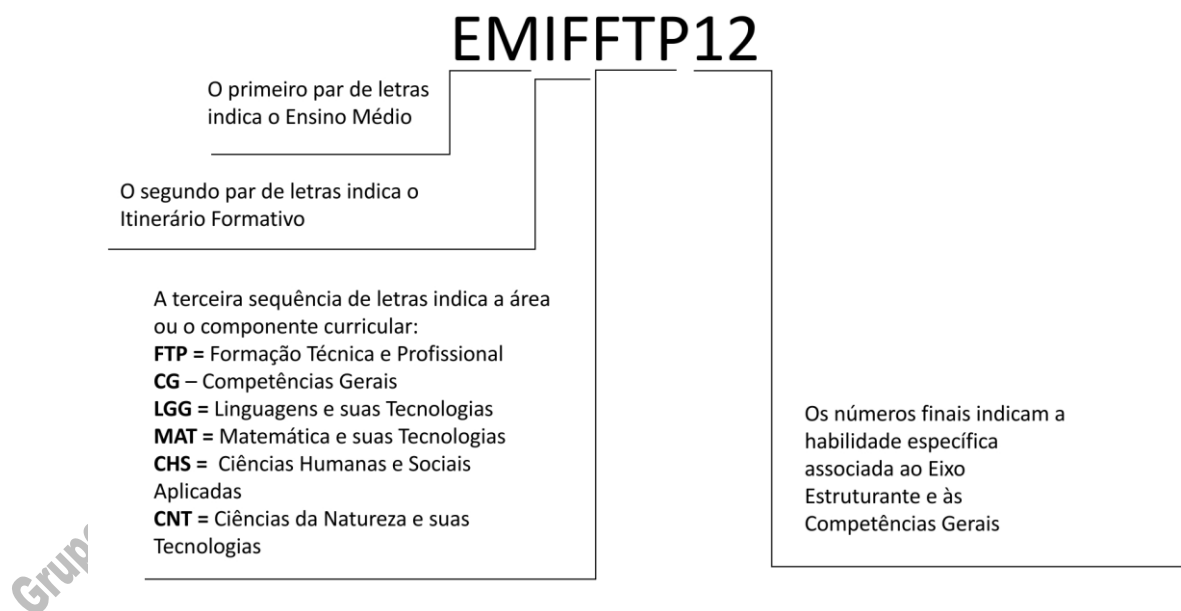 EMIFFTP12
O primeiro par de letras
indica o Ensino Médio
O segundo par de letras indica o
Itinerário Formativo
A terceira sequência de letras indica a área
ou o componente curricular:
FTP = Formação Técnica e Profissional
CG – Competências Gerais
LGG = Linguagens e suas Tecnologias
MAT = Matemática e suas Tecnologias
CHS = Ciências Humanas e Sociais
Aplicadas
CNT = Ciências da Natureza e suas
Tecnologias
Os números finais indicam a
habilidade específica
associada ao Eixo
Estruturante e às
Competências Gerais